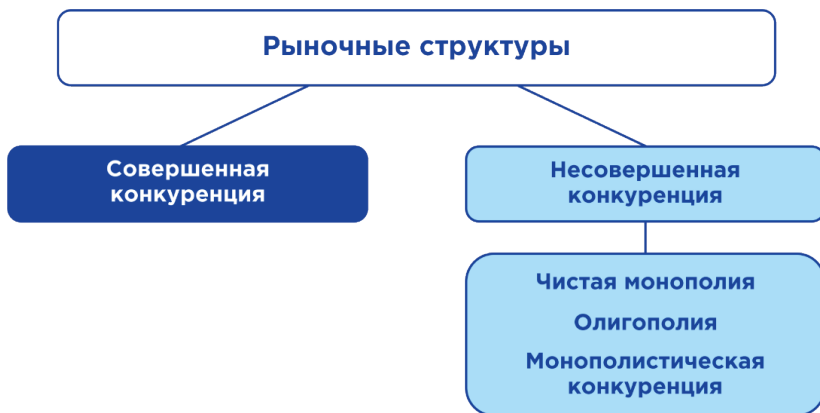 Рыночные структуры
Совершенная
конкуренция
Несовершенная
конкуренция
Чистая монополия
Олигополия
Монополистическая
конкуренция